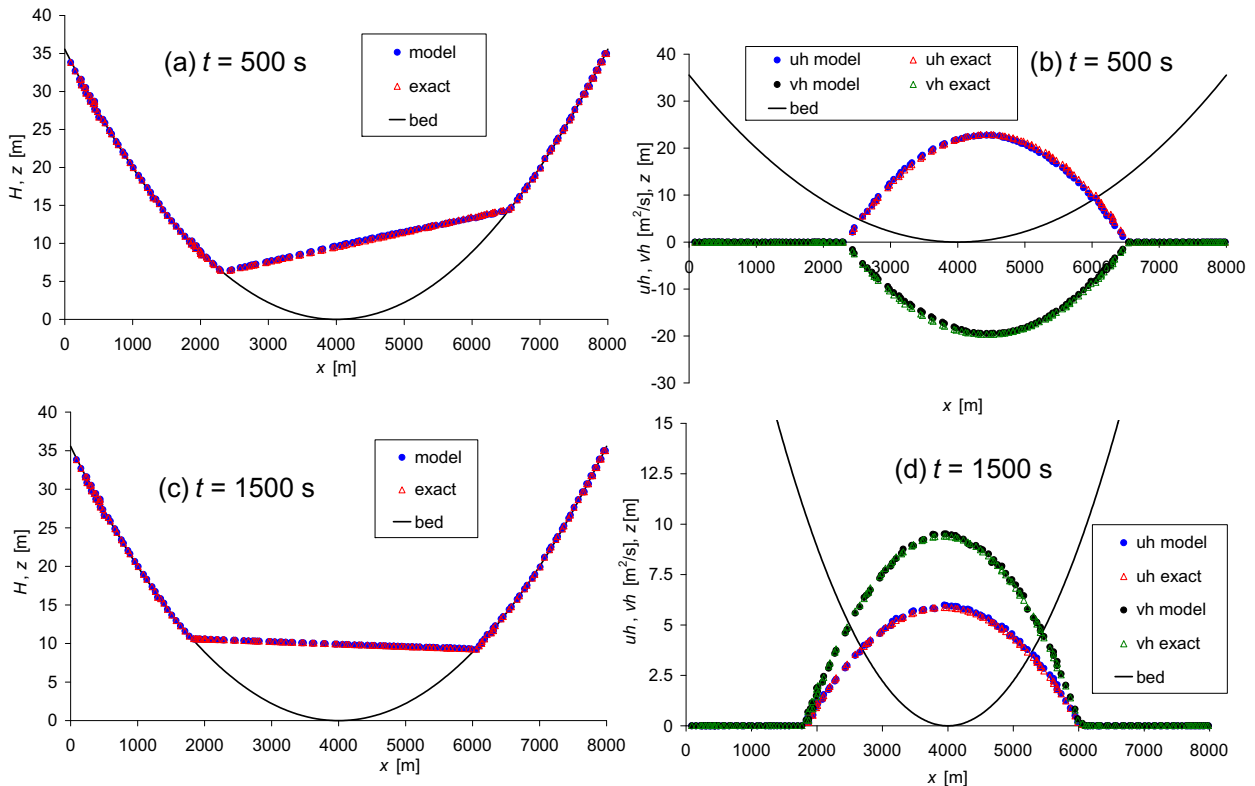 (a) t = 500 s
model
exact
bed
H, z [m]
40
35
30
25
20
15
10
5
0
0 1000 2000 3000 4000 5000 6000 7000 8000
x [m]
(b) t = 500 s
uh model uh exact
vh model vh exact
bed
uh, vh [m²/s], z [m]
50
40
30
20
10
0
-10
-20
-30
0 1000 2000 3000 4000 5000 6000 7000 8000
x [m]
(c) t = 1500 s
model
exact
bed
H, z [m]
40
35
30
25
20
15
10
5
0
0 1000 2000 3000 4000 5000 6000 7000 8000
x [m]
(d) t = 1500 s
uh model
uh exact
vh model
vh exact
bed
uh, vh [m²/s], z [m]
15
12.5
10
7.5
5
2.5
0
0 1000 2000 3000 4000 5000 6000 7000 8000
x [m]